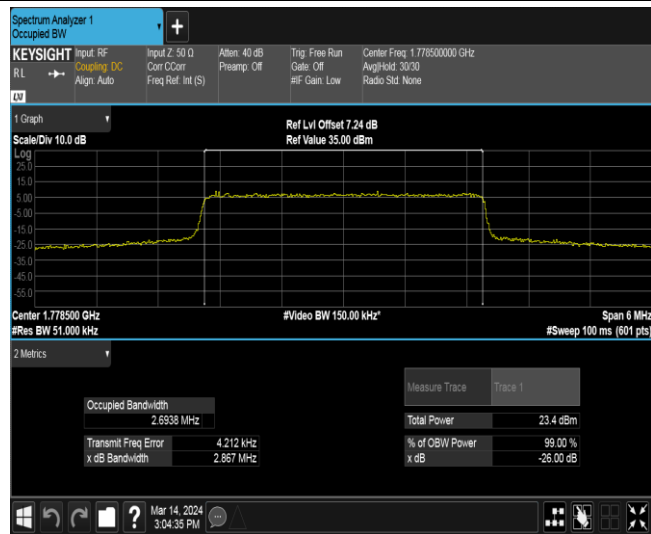 Spectrum Analyzer 1
Occupied BW
+
KEYSIGHT Input: RF Input Z: 50 Ω Atten: 40 dB Trig: Free Run Center Freq: 1.778500000 GHz
RL Coupling: DC Corr CCorr Preamp: Off Gate: Off Avg|Hold: 30/30
Align: Auto Freq Ref: Int (S) #IF Gain: Low Radio Std: None
LXI
1 Graph
Ref Lvl Offset 7.24 dB
Scale/Div 10.0 dB Ref Value 35.00 dBm
Log
25.0
15.0
5.00
-5.00
-15.0
-25.0
-35.0
-45.0
-55.0
Center 1.778500 GHz #Video BW 150.00 kHz* Span 6 MHz
#Res BW 51.000 kHz #Sweep 100 ms (601 pts)
2 Metrics
Measure Trace Trace 1
Occupied Bandwidth
2.6938 MHz Total Power 23.4 dBm
Transmit Freq Error 4.212 kHz % of OBW Power 99.00 %
x dB Bandwidth 2.867 MHz x dB -26.00 dB
? Mar 14, 2024
3:04:35 PM